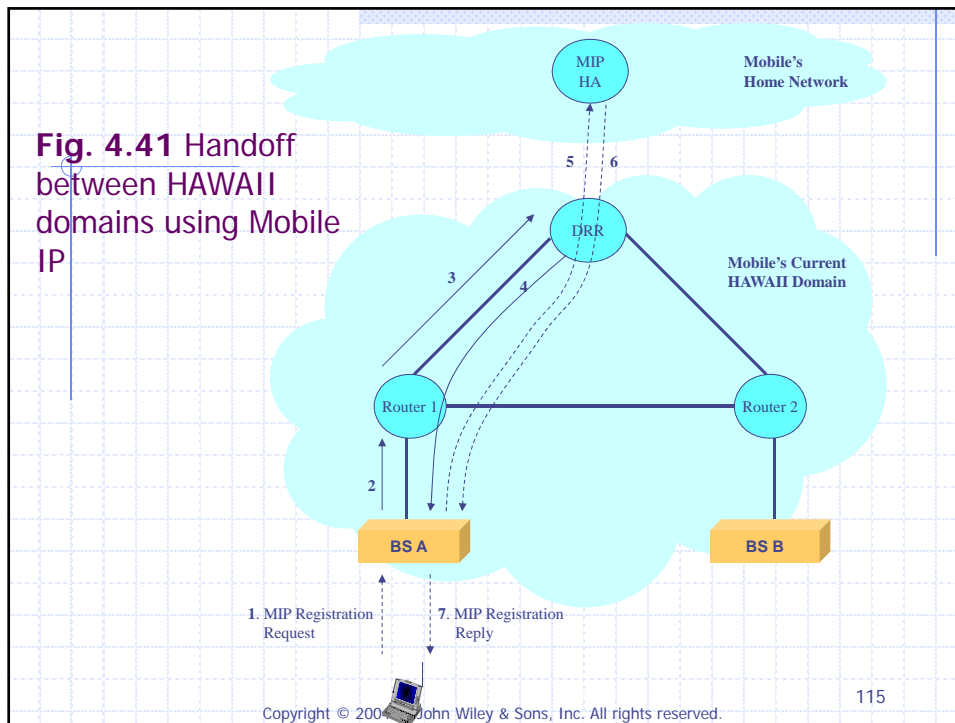 Fig. 4.41 Handoff
between HAWAII
domains using Mobile
IP
MIP
HA
Mobile's
Home Network
5
6
DRR
Mobile's Current
HAWAII Domain
3
4
Router 1
Router 2
2
BS A
BS B
1. MIP Registration
Request
7. MIP Registration
Reply
115
Copyright © 200 John Wiley & Sons, Inc. All rights reserved.